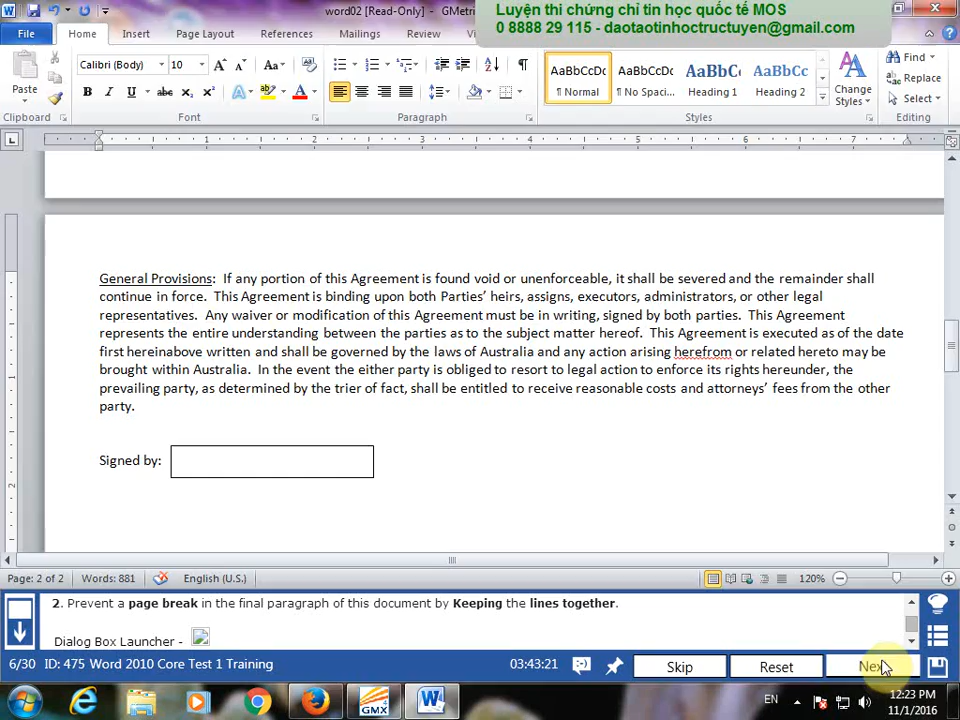 word02 [Read-Only] - GMetri
Luyện thi chứng chỉ tin học quốc tế MOS
0 8888 29 115 - daotaotinhoctructuyen@gmail.com
File
Home
Insert
Page Layout
References
Mailings
Review
Paste
Calibri (Body)
10
AaBbCcDc
AaBbCcDc
AaBbC
AaBbCc
¶ Normal
¶ No Spaci...
Heading 1
Heading 2
Change
Styles
Find
Replace
Select
Clipboard
Font
Paragraph
Styles
Editing
1 2 3 4 5 6 7
General Provisions: If any portion of this Agreement is found void or unenforceable, it shall be severed and the remainder shall
continue in force. This Agreement is binding upon both Parties’ heirs, assigns, executors, administrators, or other legal
representatives. Any waiver or modification of this Agreement must be in writing, signed by both parties. This Agreement
represents the entire understanding between the parties as to the subject matter hereof. This Agreement is executed as of the date
first hereinabove written and shall be governed by the laws of Australia and any action arising herefrom or related hereto may be
brought within Australia. In the event the either party is obliged to resort to legal action to enforce its rights hereunder, the
prevailing party, as determined by the trier of fact, shall be entitled to receive reasonable costs and attorneys’ fees from the other
party.
Signed by:
Page: 2 of 2
Words: 881
English (U.S.)
120%
2. Prevent a page break in the final paragraph of this document by Keeping the lines together.
Dialog Box Launcher -
6/30
ID: 475 Word 2010 Core Test 1 Training
03:43:21
Skip
Reset
Next
GMX
EN
12:23 PM
11/1/2016